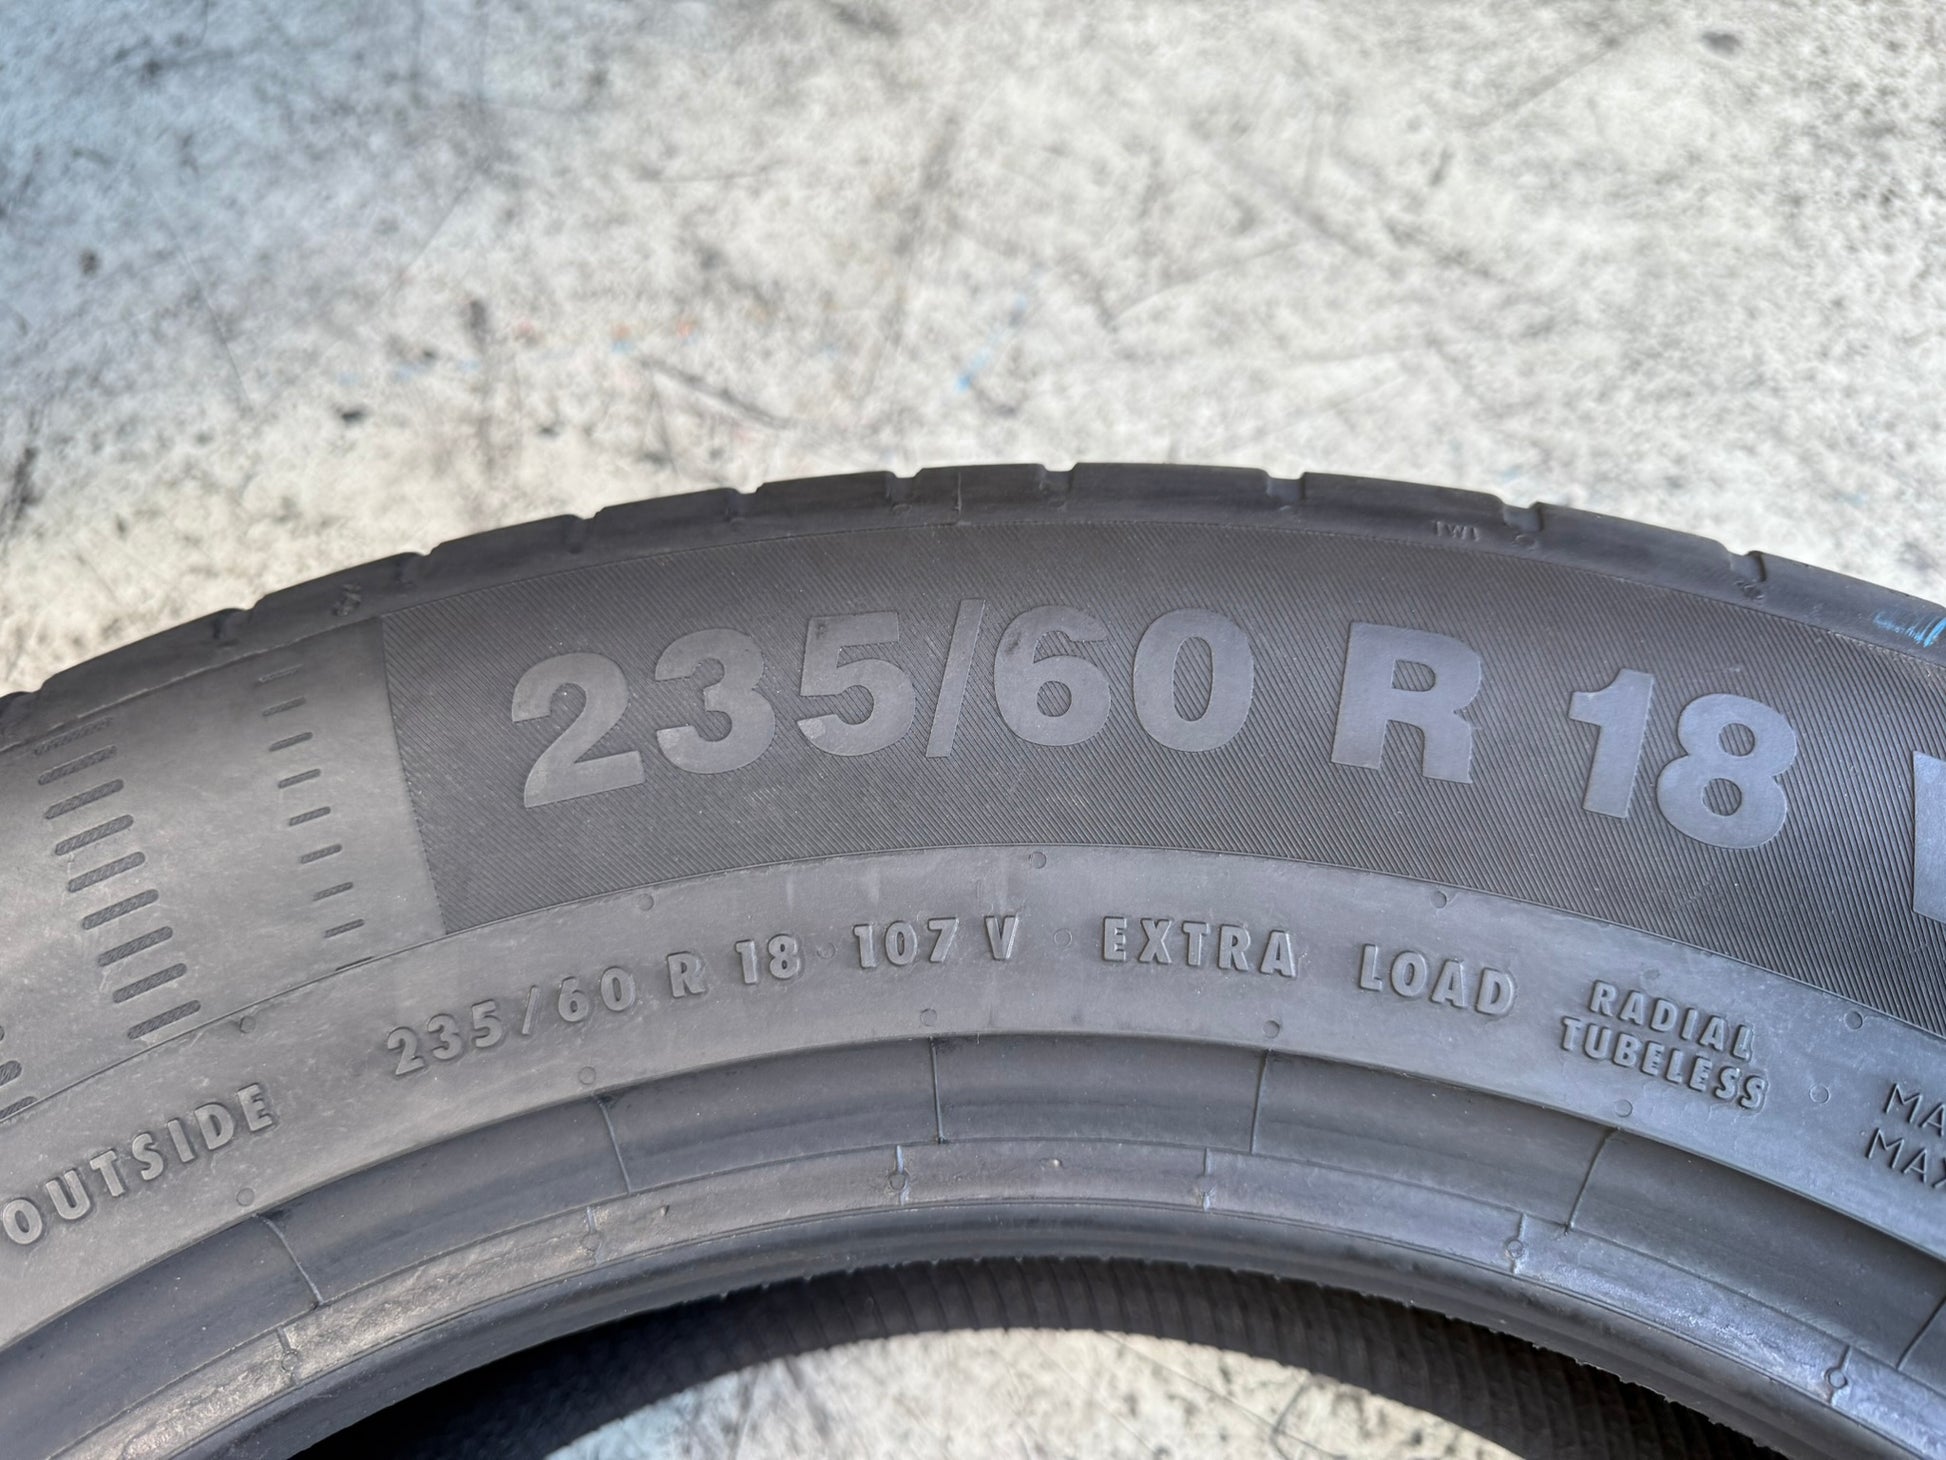 TWI
235/60 R 18
235/60 R 18 107 V EXTRA LOAD
RADIAL
TUBELESS
OUTSIDE